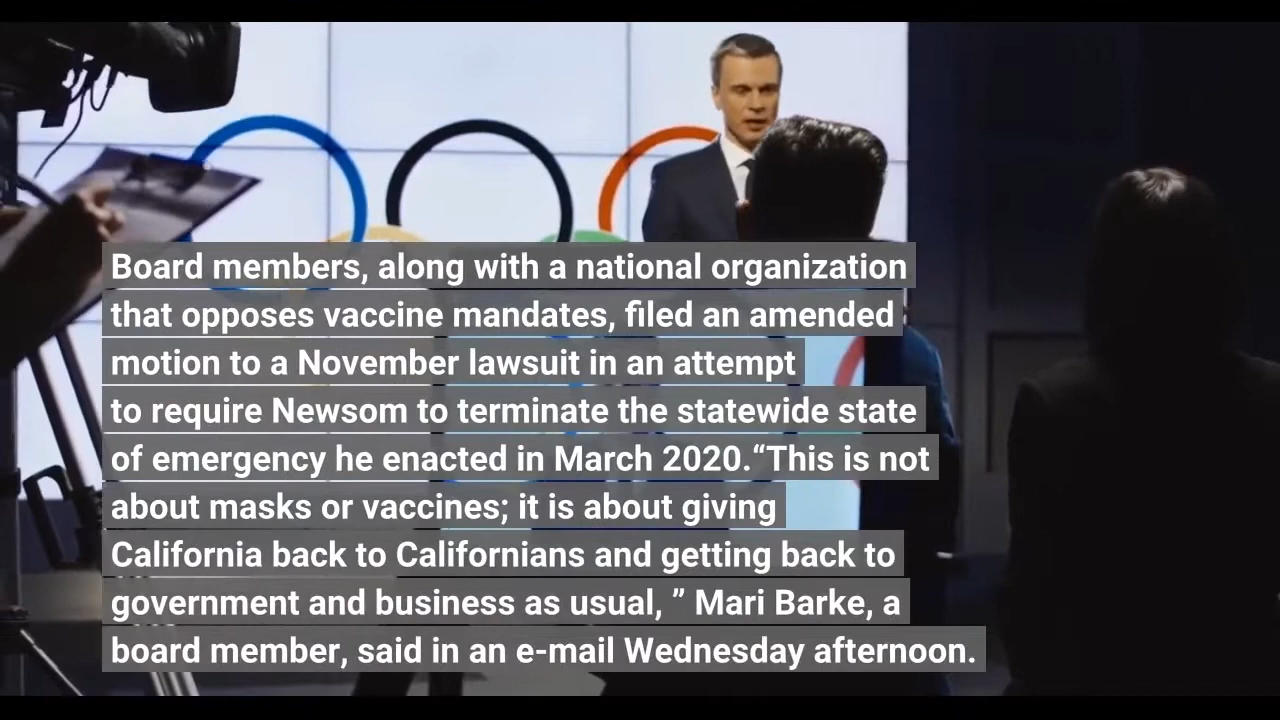 Board members, along with a national organization
that opposes vaccine mandates, filed an amended
motion to a November lawsuit in an attempt
to require Newsom to terminate the statewide state
of emergency he enacted in March 2020.“This is not
about masks or vaccines; it is about giving
California back to Californians and getting back to
government and business as usual, ” Mari Barke, a
board member, said in an e-mail Wednesday afternoon.